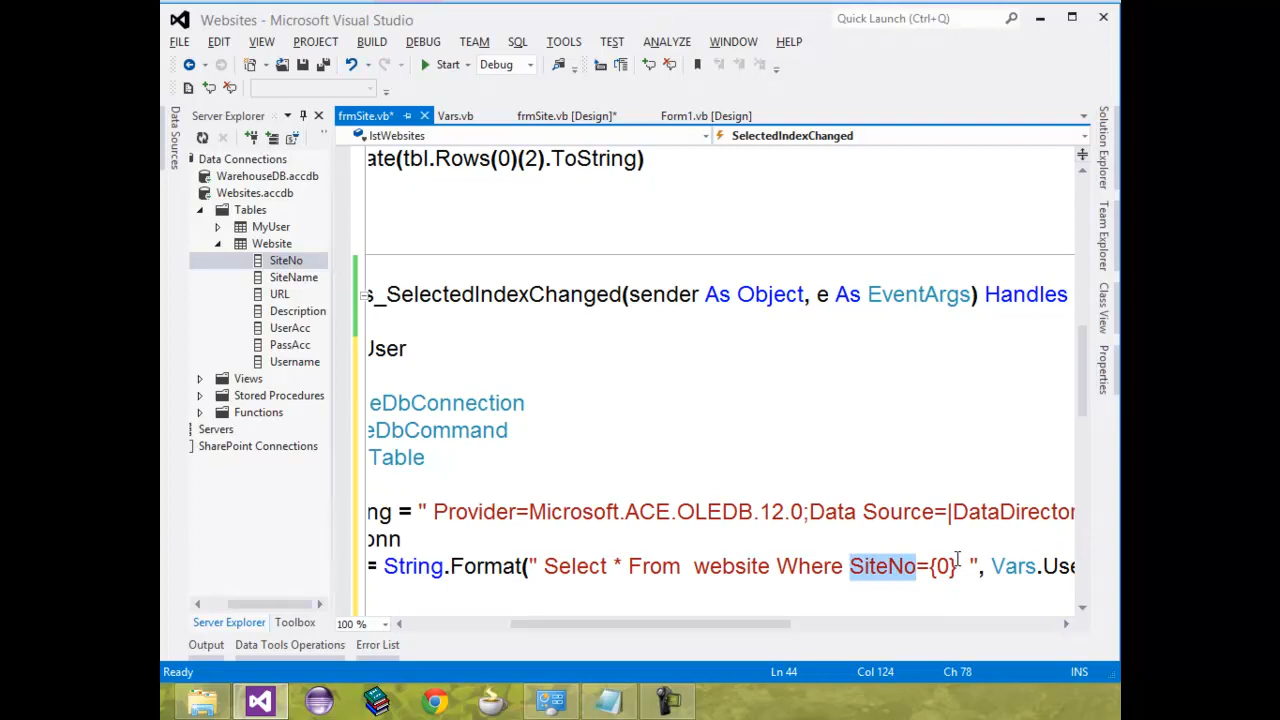 Websites - Microsoft Visual Studio
Quick Launch (Ctrl+Q)
FILE EDIT VIEW PROJECT BUILD DEBUG TEAM SQL TOOLS TEST ANALYZE WINDOW HELP
Start Debug
Server Explorer
frmSite.vb* Vars.vb frmSite.vb [Design]* Form1.vb [Design]
lstWebsites SelectedIndexChanged
Data Sources
Data Connections
WarehouseDB.accdb
Websites.accdb
Tables
MyUser
Website
SiteNo
SiteName
URL
Description
UserAcc
PassAcc
Username
Views
Stored Procedures
Functions
Servers
SharePoint Connections
ate(tbl.Rows(0)(2).ToString)
s_SelectedIndexChanged(sender As Object, e As EventArgs) Handles
User
eDbConnection
eDbCommand
Table
ng = " Provider=Microsoft.ACE.OLEDB.12.0;Data Source=|DataDirector
onn
= String.Format(" Select * From  website Where SiteNo={0}  ", Vars.Use
Solution Explorer
Team Explorer
Class View
Properties
Server Explorer Toolbox
100 %
Output Data Tools Operations Error List
Ready Ln 44 Col 124 Ch 78 INS